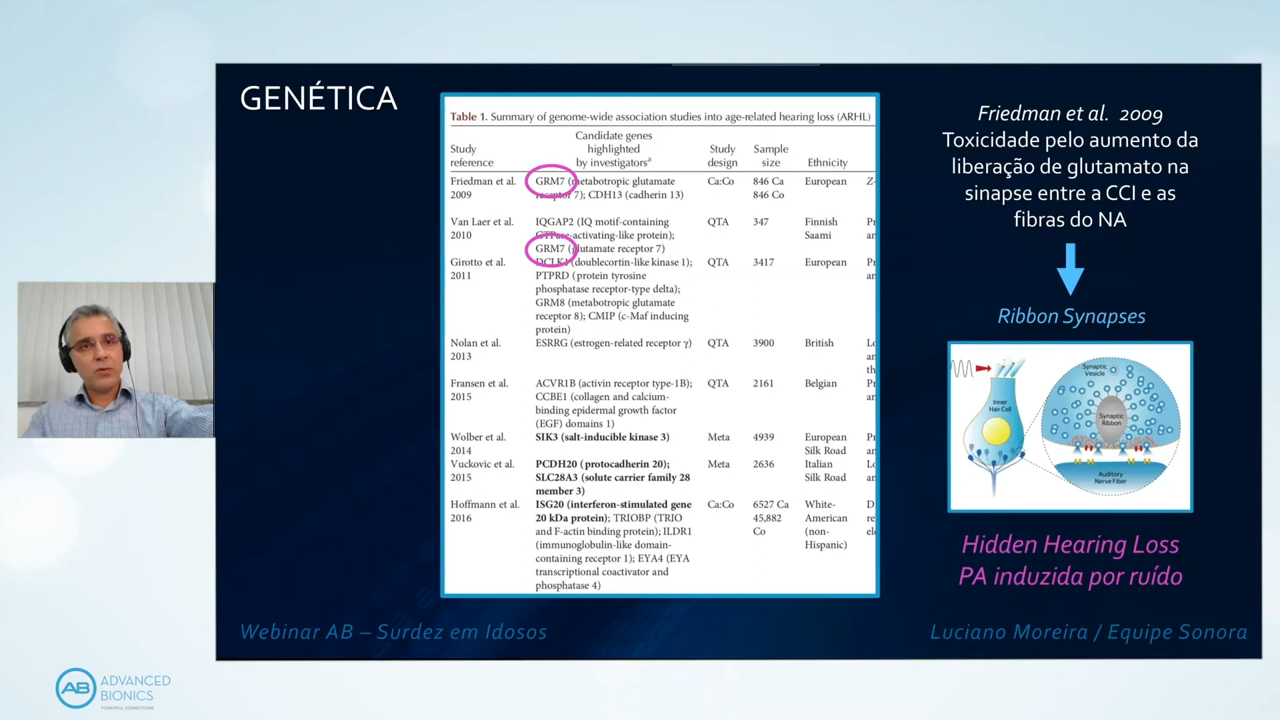 GENÉTICA
Table 1. Summary of genome-wide association studies into age-related hearing loss (ARHL)
Study reference
Candidate genes highlighted by investigatorsᵃ
Study design
Sample size
Ethnicity
Friedman et al. 2009
GRM7 (metabotropic glutamate receptor 7); CDH13 (cadherin 13)
Ca:Co
846 Ca
846 Co
European
Van Laer et al. 2010
IQGAP2 (IQ motif-containing GTPase-activating-like protein);
GRM7 (glutamate receptor 7)
QTA
347
Finnish Saami
Girotto et al. 2011
DCLK1 (doublecortin-like kinase 1);
PTPRD (protein tyrosine phosphatase receptor-type delta);
GRM8 (metabotropic glutamate receptor 8); CMIP (c-Maf inducing protein)
QTA
3417
European
Nolan et al. 2013
ESRRG (estrogen-related receptor γ)
QTA
3900
British
Fransen et al. 2015
ACVR1B (activin receptor type-1B);
CCBE1 (collagen and calcium-binding epidermal growth factor (EGF) domains 1)
QTA
2161
Belgian
Wolber et al. 2014
SIK3 (salt-inducible kinase 3)
Meta
4939
European Silk Road
Vuckovic et al. 2015
PCDH20 (protocadherin 20);
SLC28A3 (solute carrier family 28 member 3)
Meta
2636
Italian Silk Road
Hoffmann et al. 2016
ISG20 (interferon-stimulated gene 20 kDa protein); TRIOBP (TRIO and F-actin binding protein); ILDR1 (immunoglobulin-like domain-containing receptor 1); EYA4 (EYA transcriptional coactivator and phosphatase 4)
Ca:Co
6527 Ca
45,882 Co
White-American (non-Hispanic)
Friedman et al. 2009
Toxicidade pelo aumento da
liberação de glutamato na
sinapse entre a CCI e as
fibras do NA
Ribbon Synapses
Synaptic Vesicle
Inner Hair Cell
Synaptic Ribbon
Auditory Nerve Fiber
Hidden Hearing Loss
PA induzida por ruído
Webinar AB – Surdez em Idosos
Luciano Moreira / Equipe Sonora
AB ADVANCED
BIONICS
POWERFUL CONNECTIONS